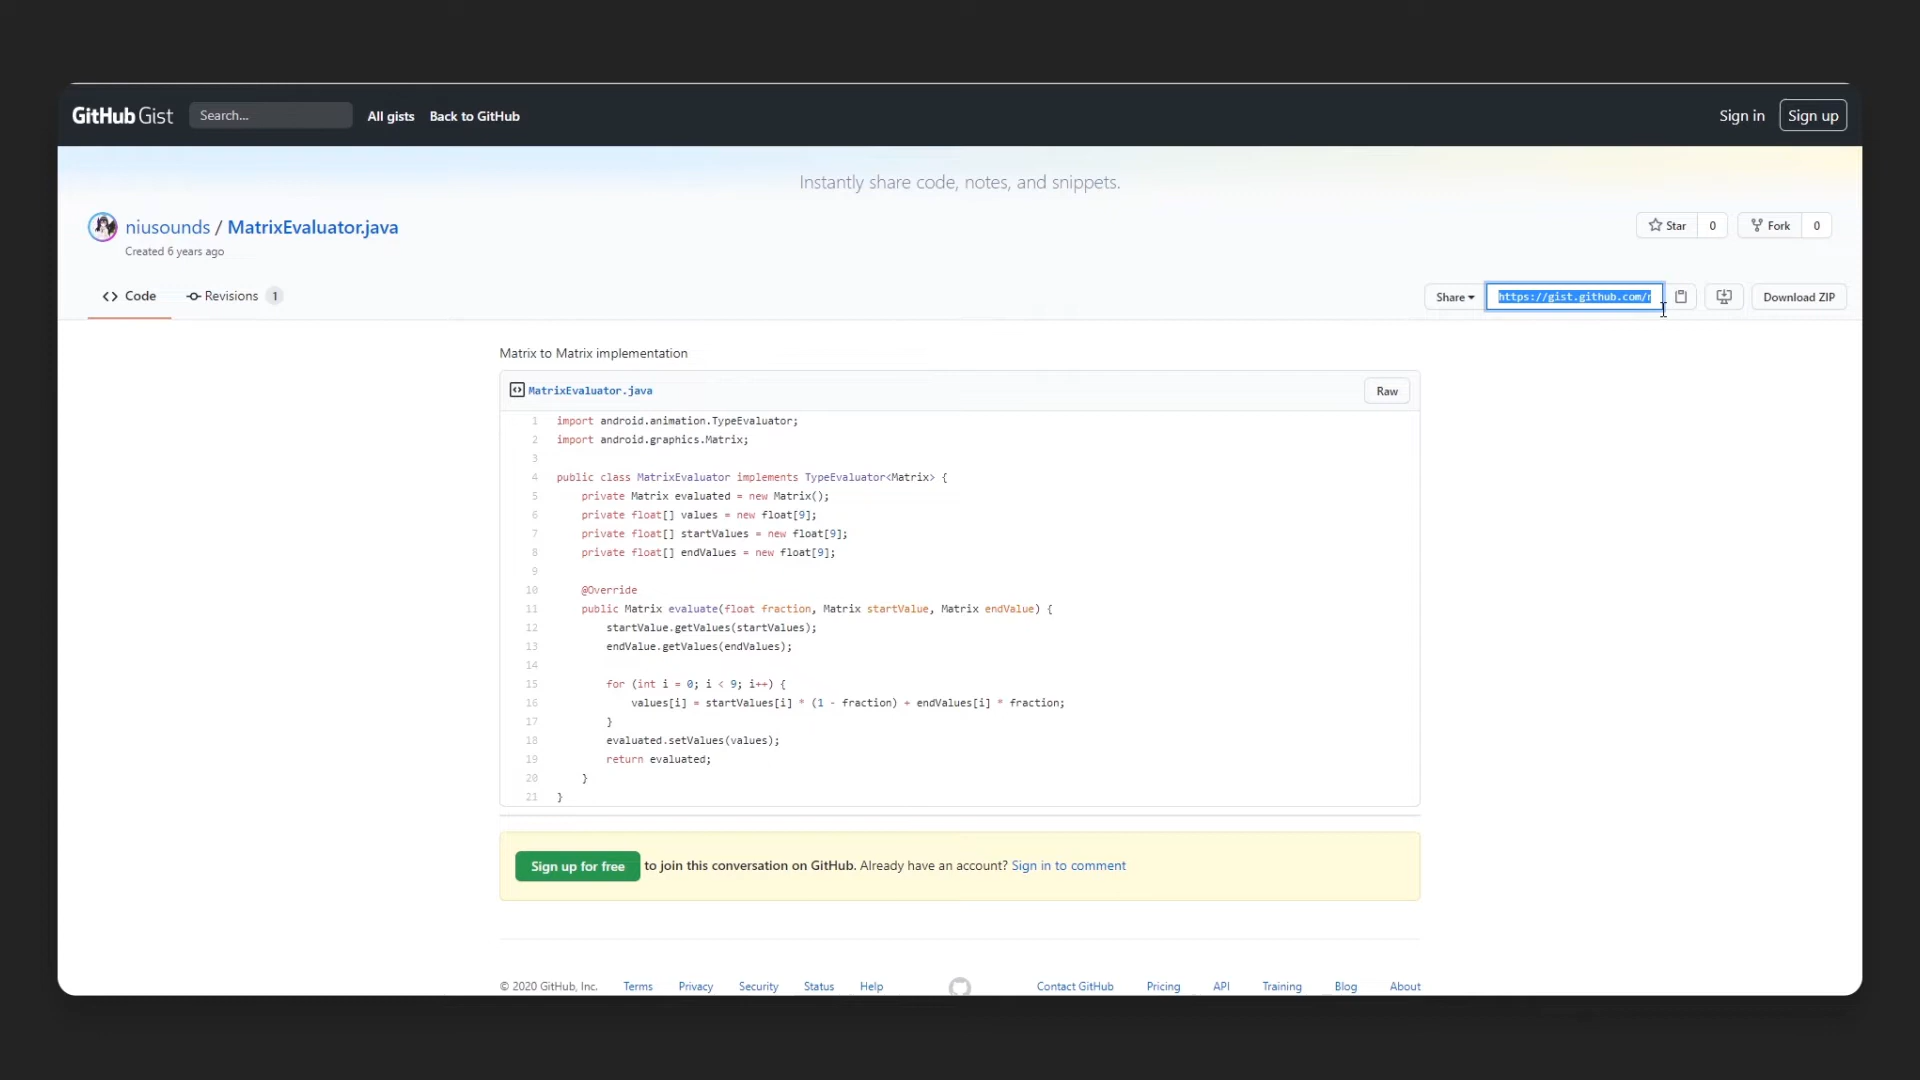 GitHub Gist Search... All gists Back to GitHub Sign in Sign up
Instantly share code, notes, and snippets.
niusounds / MatrixEvaluator.java Star 0 Fork 0
Created 6 years ago
Code Revisions 1 Share https://gist.github.com/ Download ZIP
Matrix to Matrix implementation
MatrixEvaluator.java Raw
1 import android.animation.TypeEvaluator;
2 import android.graphics.Matrix;
3
4 public class MatrixEvaluator implements TypeEvaluator<Matrix> {
5 private Matrix evaluated = new Matrix();
6 private float[] values = new float[9];
7 private float[] startValues = new float[9];
8 private float[] endValues = new float[9];
9
10 @Override
11 public Matrix evaluate(float fraction, Matrix startValue, Matrix endValue) {
12 startValue.getValues(startValues);
13 endValue.getValues(endValues);
14
15 for (int i = 0; i < 9; i++) {
16 values[i] = startValues[i] * (1 - fraction) + endValues[i] * fraction;
17 }
18 evaluated.setValues(values);
19 return evaluated;
20 }
21 }
Sign up for free to join this conversation on GitHub. Already have an account? Sign in to comment
© 2020 GitHub, Inc. Terms Privacy Security Status Help Contact GitHub Pricing API Training Blog About